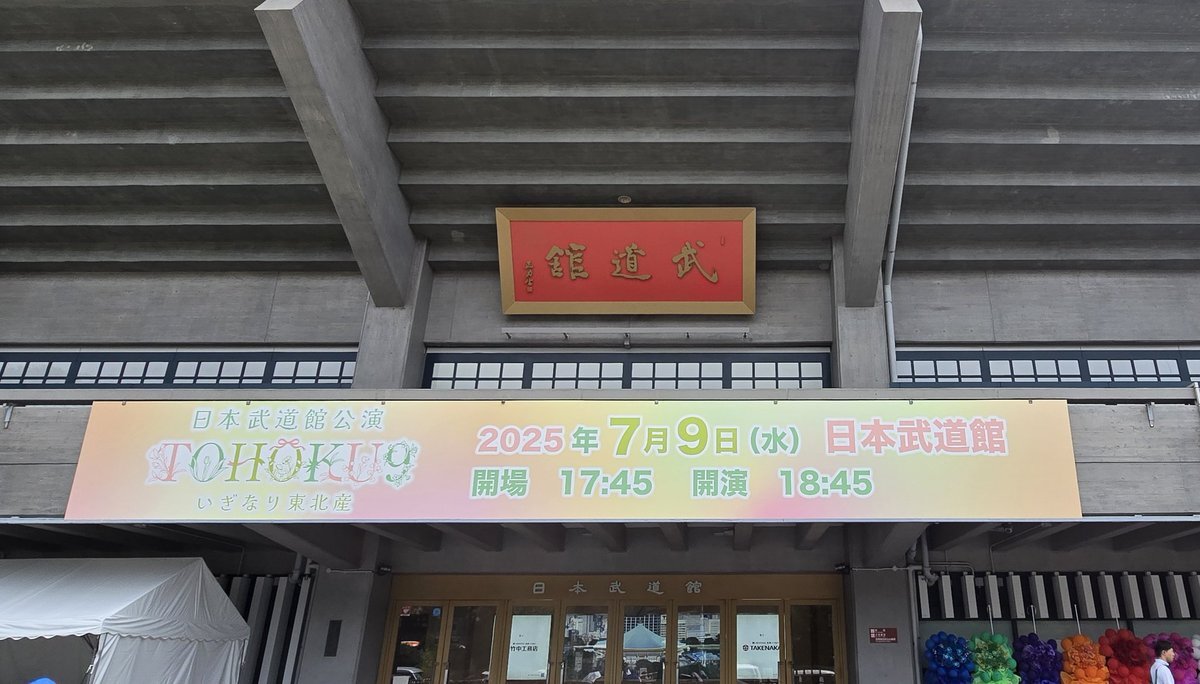 武道館
日本武道館公演
TOHOKU9
いぎなり東北産
2025年7月9日(水) 日本武道館
開場 17:45 開演 18:45
日本武道館
竹中工務店
TAKENAKA